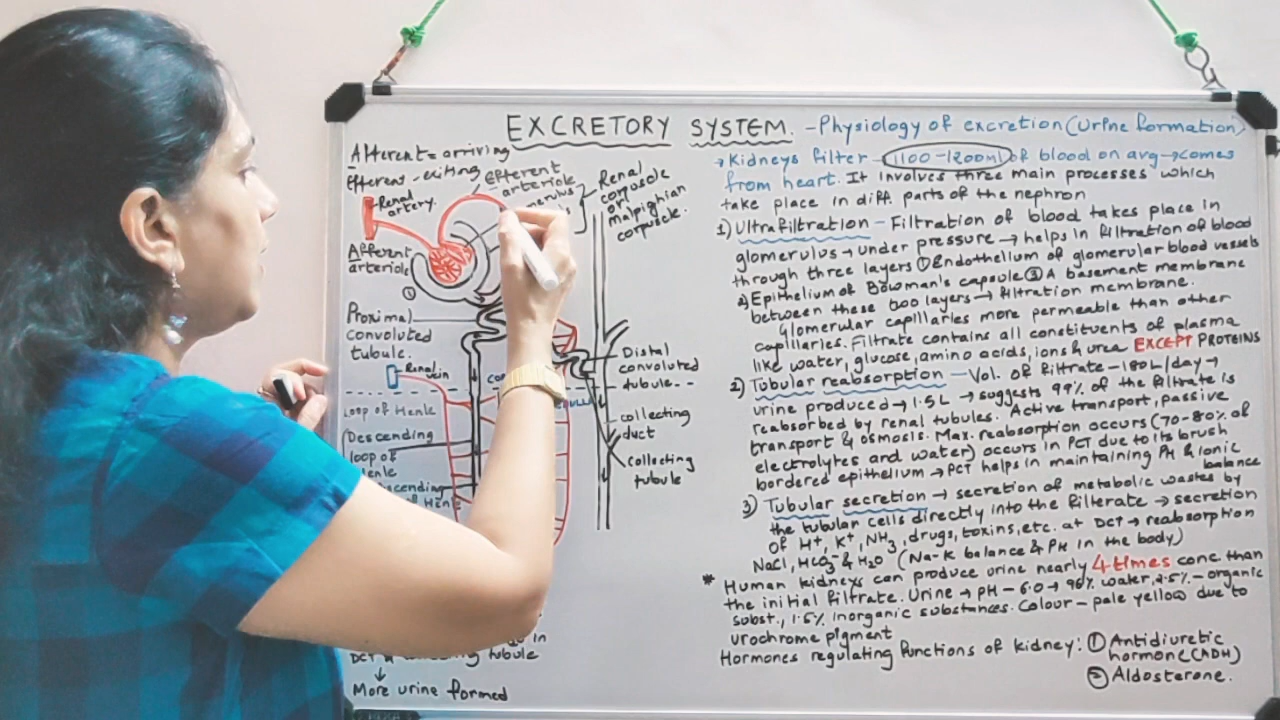 EXCRETORY SYSTEM. - Physiology of excretion (Urine formation)
Afferent = arriving
Efferent - exiting
Renal
artery.
Efferent
arteriole
Renal
corpuscle
or
malpighian
corpuscle.
Afferent
arteriole
①
Proximal
convoluted
tubule.
Renal
vein
Loop of Henle
Descending
loop of
Henle
Distal
convoluted
tubule--
collecting
duct
collecting
tubule
tubule
↓
More urine formed
→ Kidneys filter - 1100-1200ml of blood on avg → comes
from heart. It involves three main processes which
take place in diff. parts of the nephron
1) Ultrafiltration - Filtration of blood takes place in
glomerulus → under pressure → helps in filtration of blood
through three layers ① Endothelium of glomerular blood vessels
② Epithelium of Bowman's capsule ③ A basement membrane
between these two layers → filtration membrane.
Glomerular capillaries more permeable than other
capillaries. Filtrate contains all constituents of plasma
like water, glucose, amino acids, ions & urea EXCEPT PROTEINS
2) Tubular reabsorption - Vol. of filtrate - 180L/day →
urine produced → 1.5L → suggests 99% of the filtrate is
reabsorbed by renal tubules. Active transport, passive
transport & osmosis. Max. reabsorption occurs (70-80% of
electrolytes and water) occurs in PCT due to its brush
bordered epithelium → PCT helps in maintaining PH & ionic
balance
3) Tubular secretion → secretion of metabolic wastes by
the tubular cells directly into the filterate → secretion
of H+, K+, NH3, drugs, toxins, etc. at DCT → reabsorption
NaCl, HCO3- & H2O (Na-K balance & PH in the body)
* Human kidneys can produce urine nearly 4 times conc than
the initial filtrate. Urine → pH - 6.0 → 96% water, 2.5% - organic
subst., 1.5% inorganic substances. Colour - pale yellow due to
urochrome pigment
Hormones regulating functions of kidney: ① Antidiuretic
hormone (ADH)
② Aldosterone.